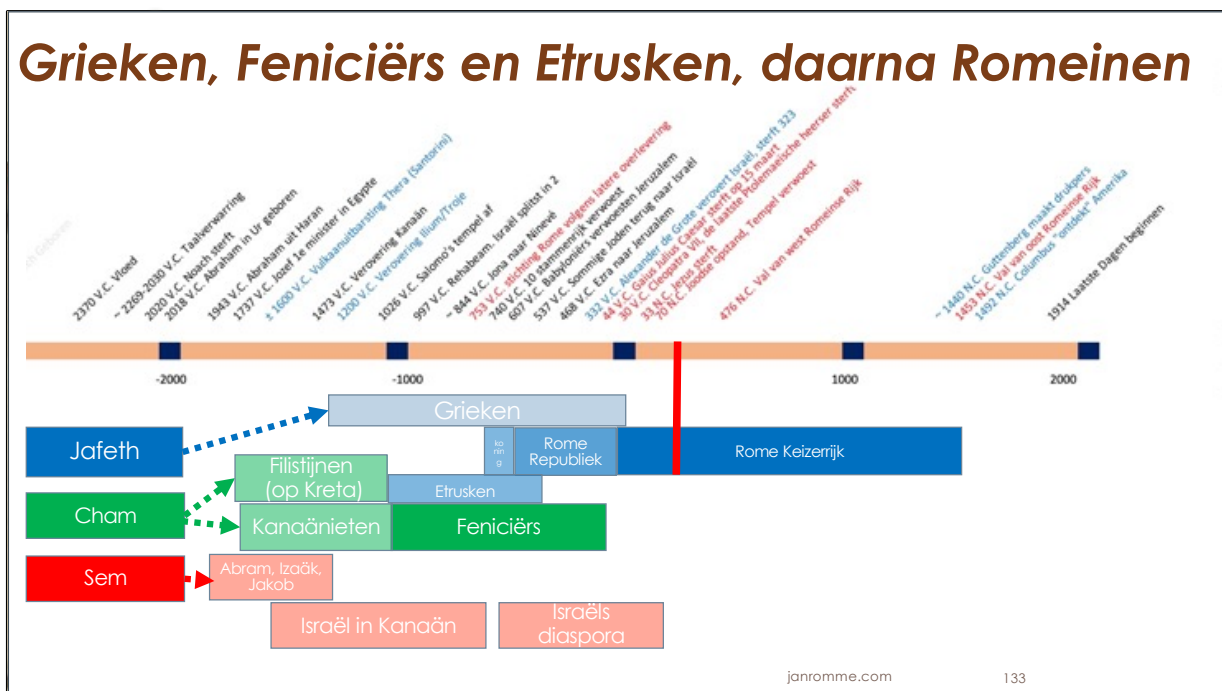 Grieken, Feniciërs en Etrusken, daarna Romeinen
Geboren
2370 V.C. Vloed
~ 2269-2030 V.C. Taalverwarring
2020 V.C. Noach sterft
2018 V.C. Abraham in Ur geboren
1943 V.C. Abraham uit Haran
1737 V.C. Jozef 1e minister in Egypte
± 1600 V.C. Vulkaanuitbarsting Thera (Santorini)
1473 V.C. Verovering Kanaän
1200 V.C. Verovering Ilium/Troje
1026 V.C. Salomo's tempel af
997 V.C. Rehabeam. Israël splitst in 2
~ 844 V.C. Jona naar Ninevé
753 V.C. stichting Rome volgens latere overlevering
740 V.C. 10 stammenrijk verwoest
607 V.C. Babyloniërs verwoesten Jeruzalem
537 V.C. Sommige Joden terug naar Israël
468 V.C. Ezra naar Jeruzalem
332 V.C. Alexander de Grote verovert Israël, sterft 323
44 V.C. Gaius Julius Caesar sterft op 15 maart
30 V.C. Cleopatra VII, de laatste Ptolemaeische heerser sterft
33 N.C. Jezus sterft
70 N.C. Joodse opstand, Tempel verwoest
476 N.C. Val van west Romeinse Rijk
~ 1440 N.C. Guttenberg maakt drukpers
1453 N.C. Val van oost Romeinse Rijk
1492 N.C. Columbus "ontdekt" Amerika
1914 Laatste Dagen beginnen
-2000
-1000
1000
2000
Grieken
Jafeth
ko
nin
g
Rome
Republiek
Rome Keizerrijk
Filistijnen
(op Kreta)
Etrusken
Cham
Kanaänieten
Feniciërs
Sem
Abram, Izaäk,
Jakob
Israël in Kanaän
Israëls
diaspora
janromme.com
133